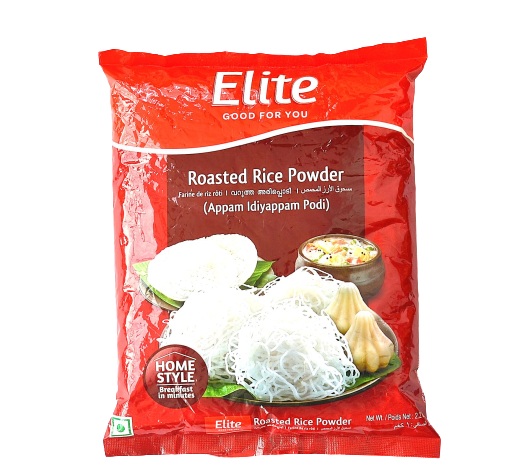 Elite
GOOD FOR YOU
Roasted Rice Powder
Farine de riz rôti | വറുത്ത അരിപ്പൊടി | مسحوق الأرز المحمص
(Appam Idiyappam Podi)
HOME
STYLE
Breakfast
in minutes
Elite Roasted Rice Powder
Net Wt. / Poids Net :